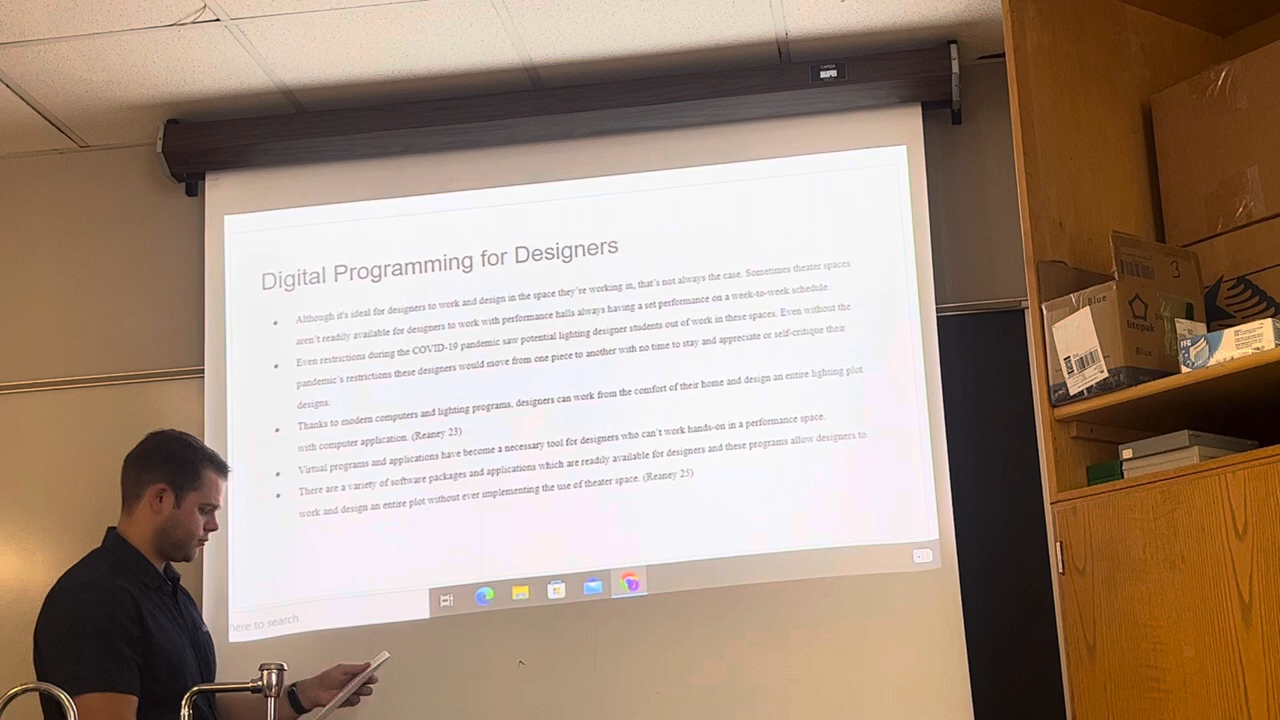 Digital Programming for Designers
Although it's ideal for designers to work and design in the space they're working in, that's not always the case. Sometimes theater spaces
aren't readily available for designers to work with performance halls always having a set performance on a week-to-week schedule.
Even restrictions during the COVID-19 pandemic saw potential lighting designer students out of work in these spaces. Even without the
pandemic's restrictions these designers would move from one piece to another with no time to stay and appreciate or self-critique their
designs.
Thanks to modern computers and lighting programs, designers can work from the comfort of their home and design an entire lighting plot
with computer application. (Reaney 23)
Virtual programs and applications have become a necessary tool for designers who can't work hands-on in a performance space.
There are a variety of software packages and applications which are readily available for designers and these programs allow designers to
work and design an entire plot without ever implementing the use of theater space. (Reaney 25)
here to search
3
Blue
litepak
Blue